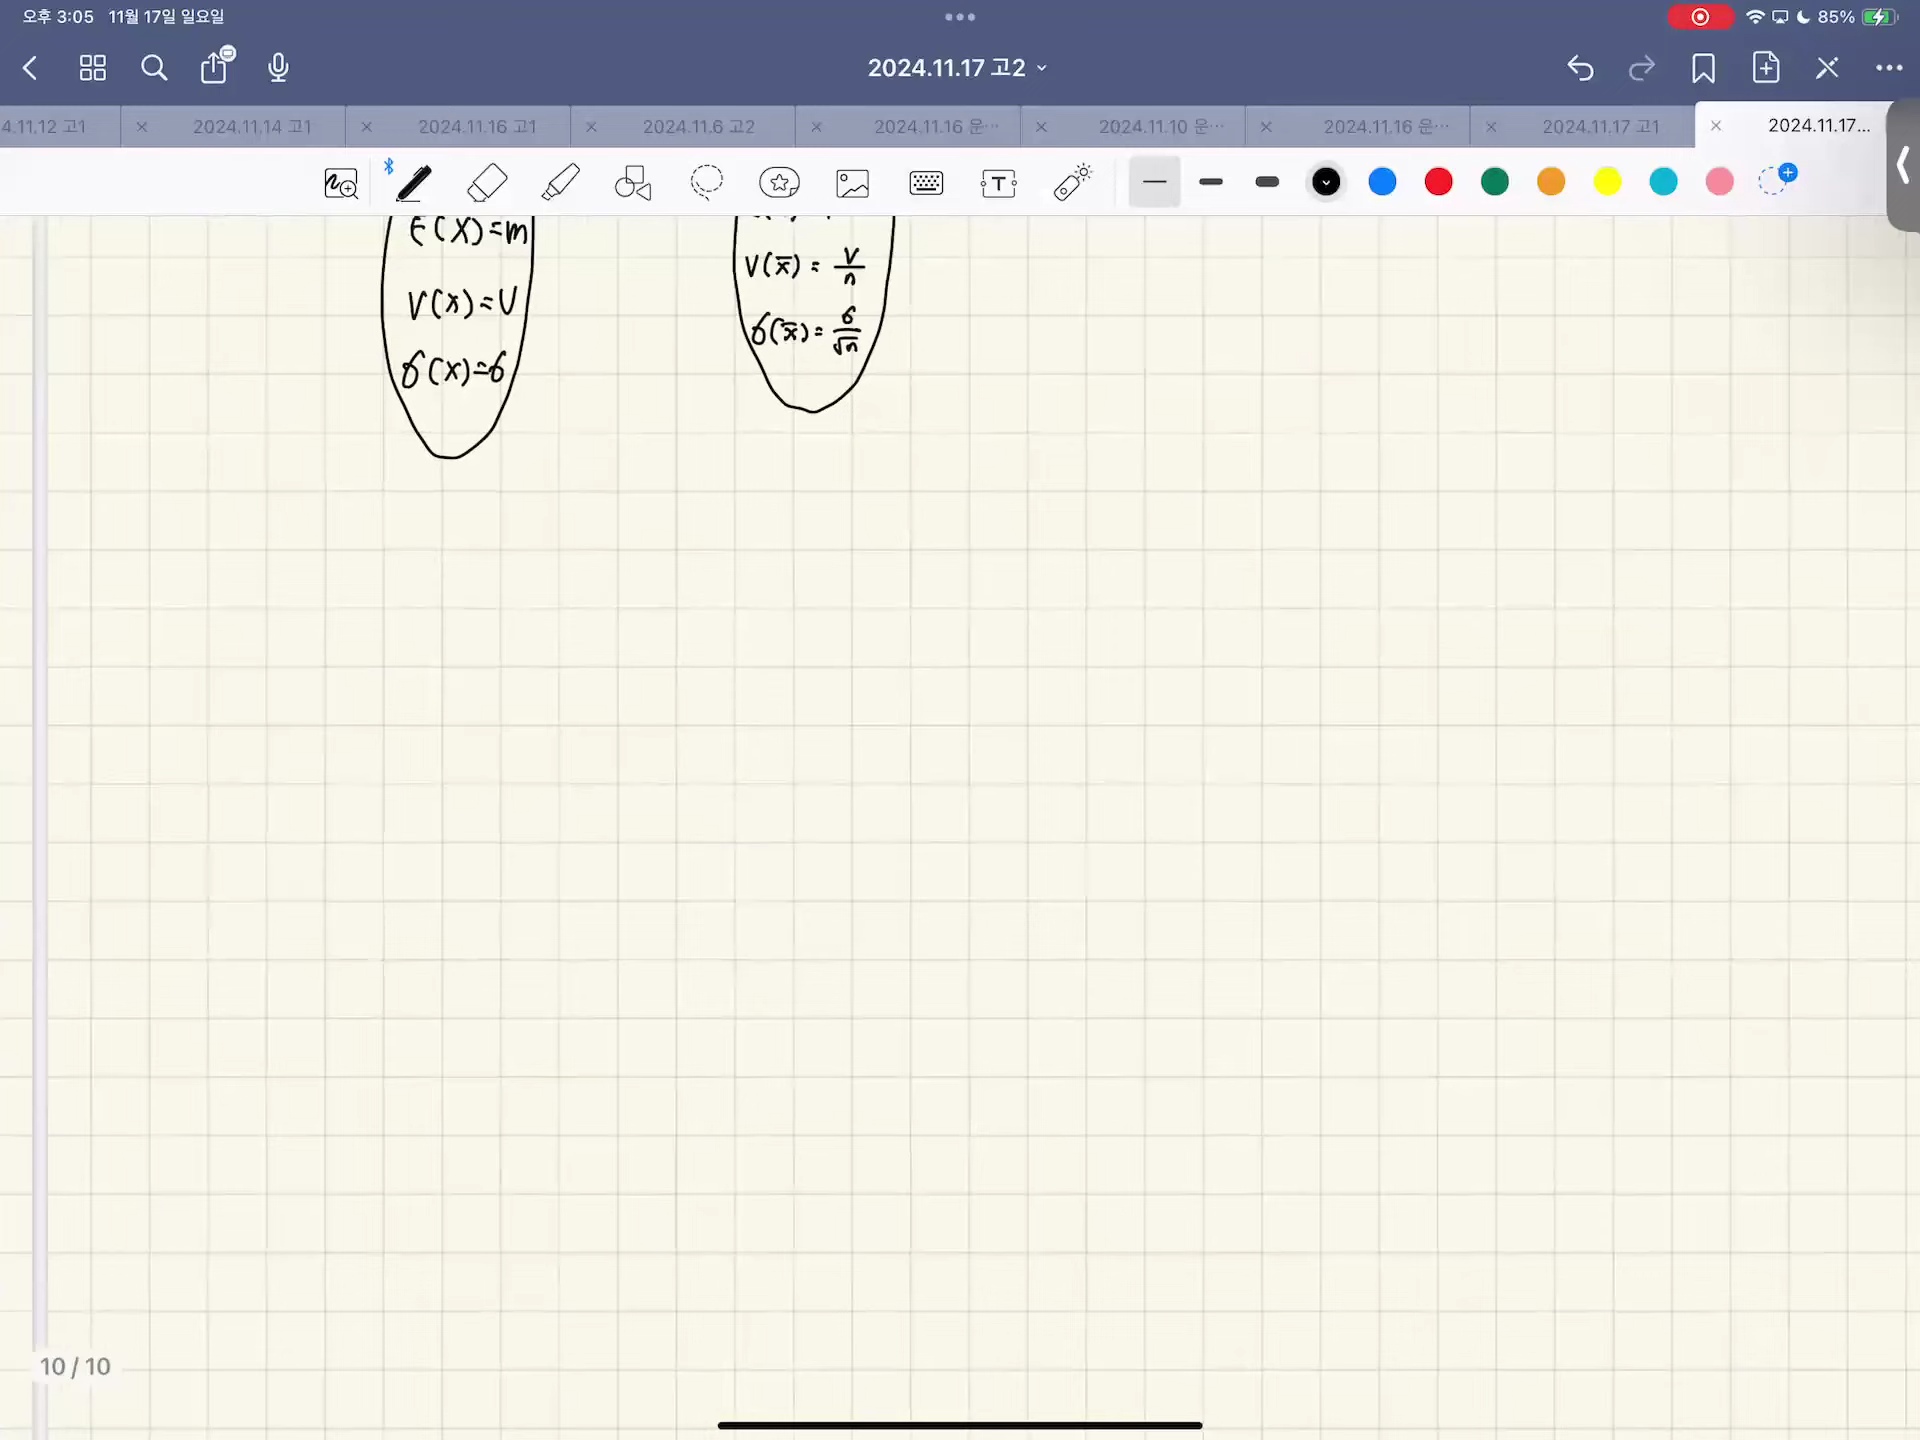 오후 3:05 11월 17일 일요일
85%
2024.11.17 고2
4.11.12 고1
2024.11.14 고1
2024.11.16 고1
2024.11.6 고2
2024.11.16 운…
2024.11.10 운…
2024.11.16 운…
2024.11.17 고1
2024.11.17...
T
E(X)=m
V(X)=V
σ(X)=σ
V(X̄)=V/n
σ(X̄)=σ/√n
10 / 10